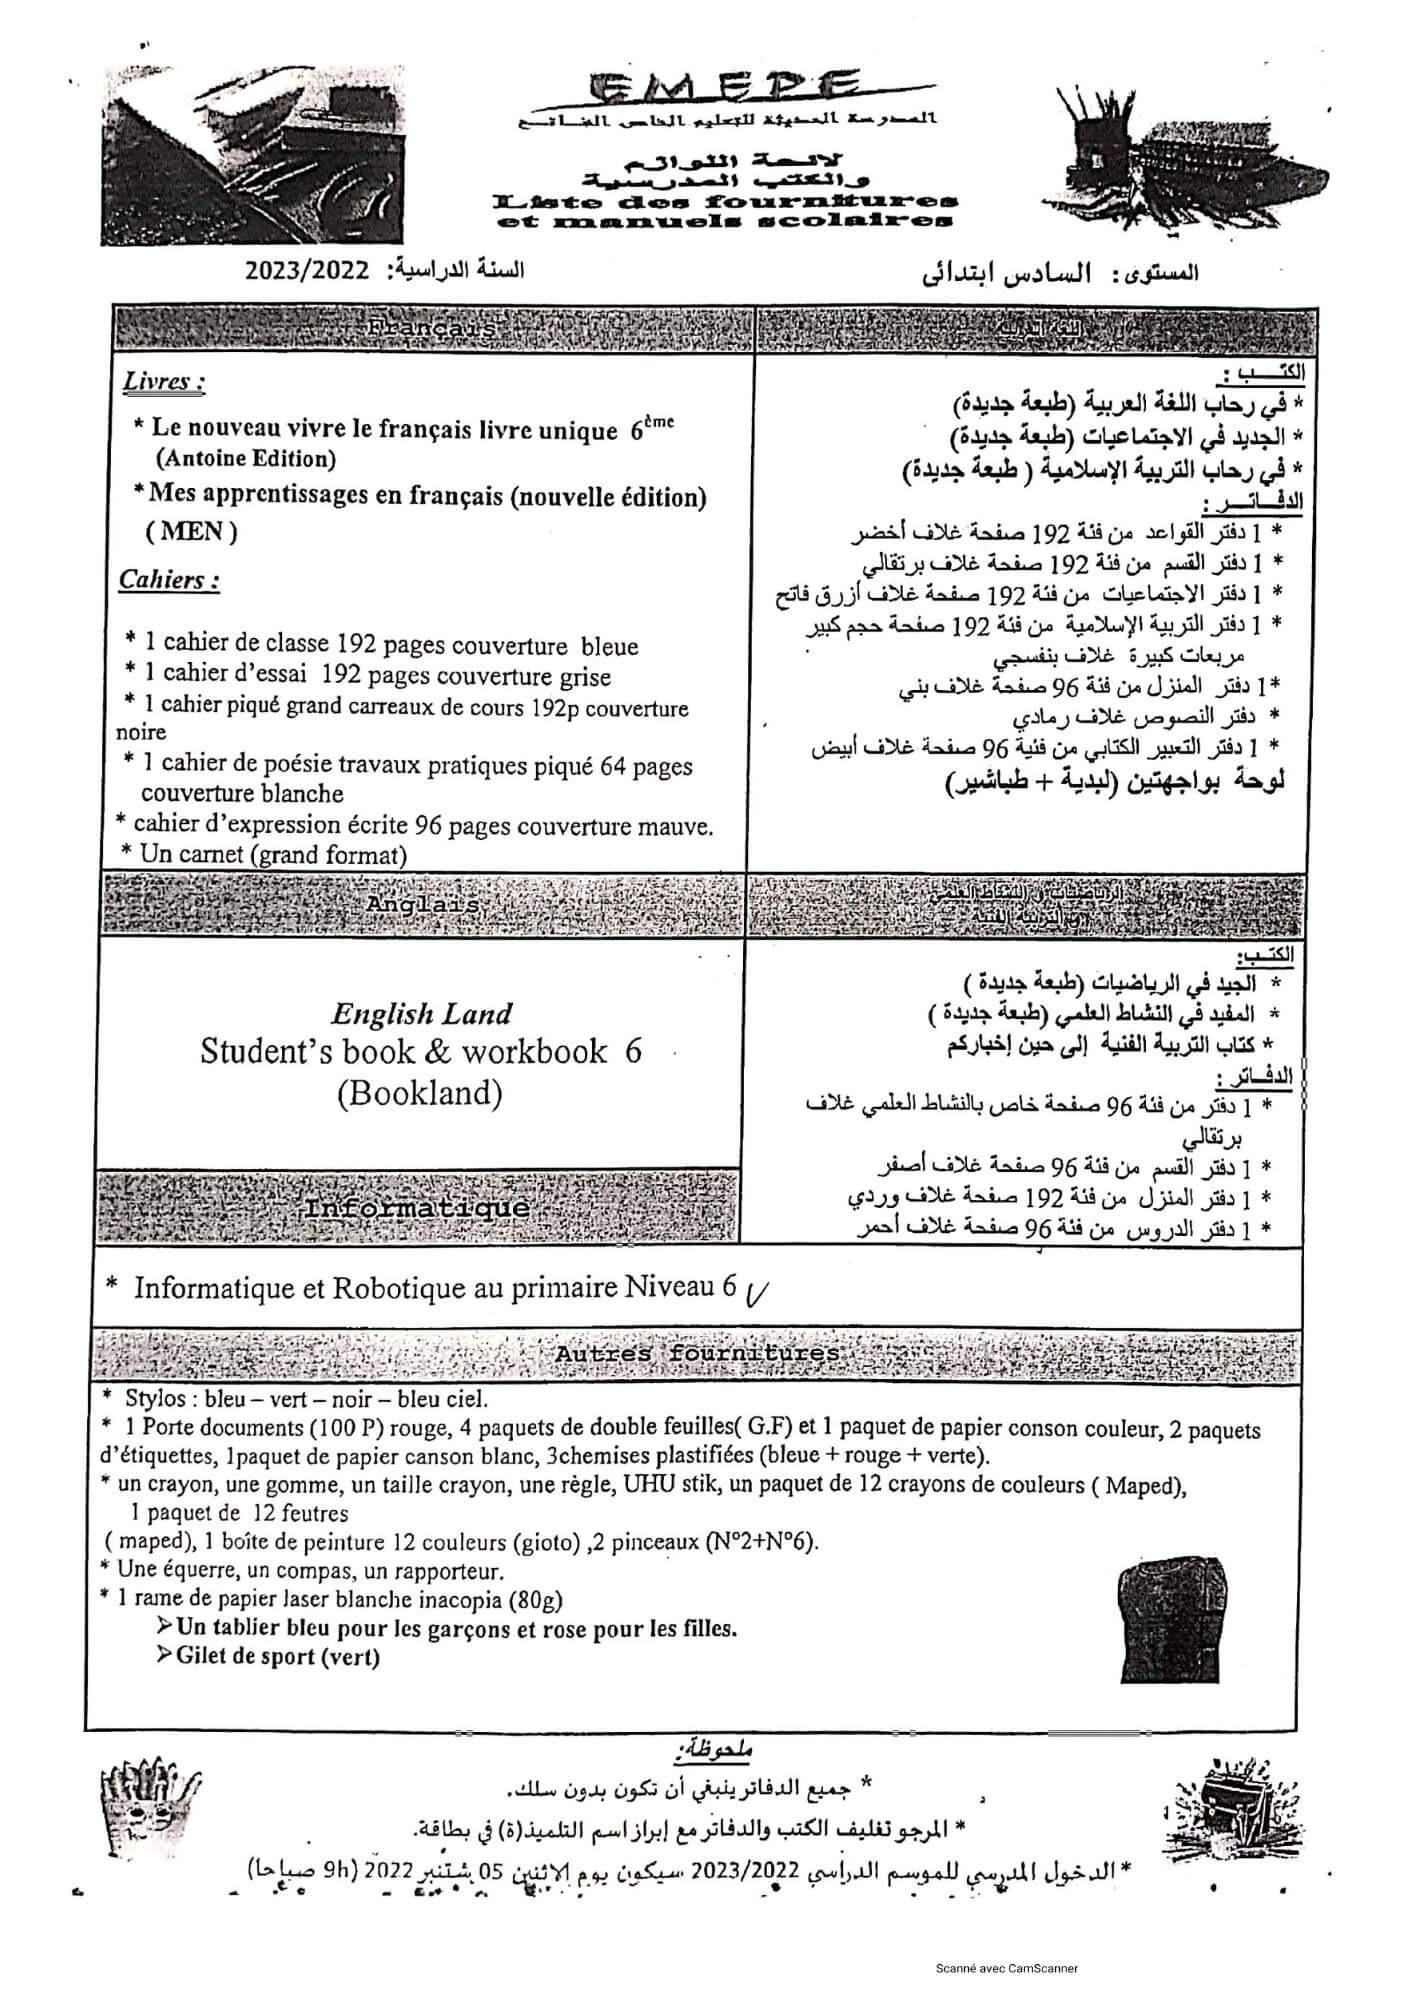 EMEPE
المدرسة الحديثة للتعليم الخاص
لائحة اللوازم
والكتب المدرسية
Liste des fournitures
et manuels scolaires
المستوى: السادس ابتدائي
السنة الدراسية: 2023/2022
Français
اللغة العربية
Livres :
* Le nouveau vivre le français livre unique 6ème
(Antoine Edition)
* Mes apprentissages en français (nouvelle édition)
( MEN )
Cahiers :
* 1 cahier de classe 192 pages couverture bleue
* 1 cahier d’essai 192 pages couverture grise
* 1 cahier piqué grand carreaux de cours 192p couverture
noire
* 1 cahier de poésie travaux pratiques piqué 64 pages
couverture blanche
* cahier d’expression écrite 96 pages couverture mauve.
* Un carnet (grand format)
الكتـــب :
* في رحاب اللغة العربية (طبعة جديدة)
* الجديد في الاجتماعيات (طبعة جديدة)
* في رحاب التربية الإسلامية ( طبعة جديدة)
الدفـاتــر :
* 1 دفتر القواعد من فئة 192 صفحة غلاف أخضر
* 1 دفتر القسم من فئة 192 صفحة غلاف برتقالي
* 1 دفتر الاجتماعيات من فئة 192 صفحة غلاف أزرق فاتح
* 1 دفتر التربية الإسلامية من فئة 192 صفحة حجم كبير
مربعات كبيرة غلاف بنفسجي
*1 دفتر المنزل من فئة 96 صفحة غلاف بني
* دفتر النصوص غلاف رمادي
* 1 دفتر التعبير الكتابي من فئية 96 صفحة غلاف أبيض
لوحة بواجهتين (لبدية + طباشير)
Anglais
الرياضيات و النشاط العلمي
و التربية الفنية
English Land
Student’s book & workbook 6
(Bookland)
الكتـب:
* الجيد في الرياضيات (طبعة جديدة )
* المفيد في النشاط العلمي (طبعة جديدة )
* كتاب التربية الفنية إلى حين إخباركم
الدفـاتر :
* 1 دفتر من فئة 96 صفحة خاص بالنشاط العلمي غلاف
برتقالي
* 1 دفتر القسم من فئة 96 صفحة غلاف أصفر
* 1 دفتر المنزل من فئة 192 صفحة غلاف وردي
* 1 دفتر الدروس من فئة 96 صفحة غلاف أحمر
Informatique
* Informatique et Robotique au primaire Niveau 6
Autres fournitures
* Stylos : bleu – vert – noir – bleu ciel.
* 1 Porte documents (100 P) rouge, 4 paquets de double feuilles( G.F) et 1 paquet de papier conson couleur, 2 paquets
d’étiquettes, 1paquet de papier canson blanc, 3chemises plastifiées (bleue + rouge + verte).
* un crayon, une gomme, un taille crayon, une règle, UHU stik, un paquet de 12 crayons de couleurs ( Maped),
1 paquet de 12 feutres
( maped), 1 boîte de peinture 12 couleurs (gioto) ,2 pinceaux (N°2+N°6).
* Une équerre, un compas, un rapporteur.
* 1 rame de papier laser blanche inacopia (80g)
➢Un tablier bleu pour les garçons et rose pour les filles.
➢Gilet de sport (vert)
ملحوظة:
* جميع الدفاتر ينبغي أن تكون بدون سلك.
* المرجو تغليف الكتب والدفاتر مع إبراز اسم التلميذ(ة) في بطاقة.
* الدخول المدرسي للموسم الدراسي 2023/2022 سيكون يوم الاثنين 05 شتنبر 2022 (9h صباحا)
Scanné avec CamScanner